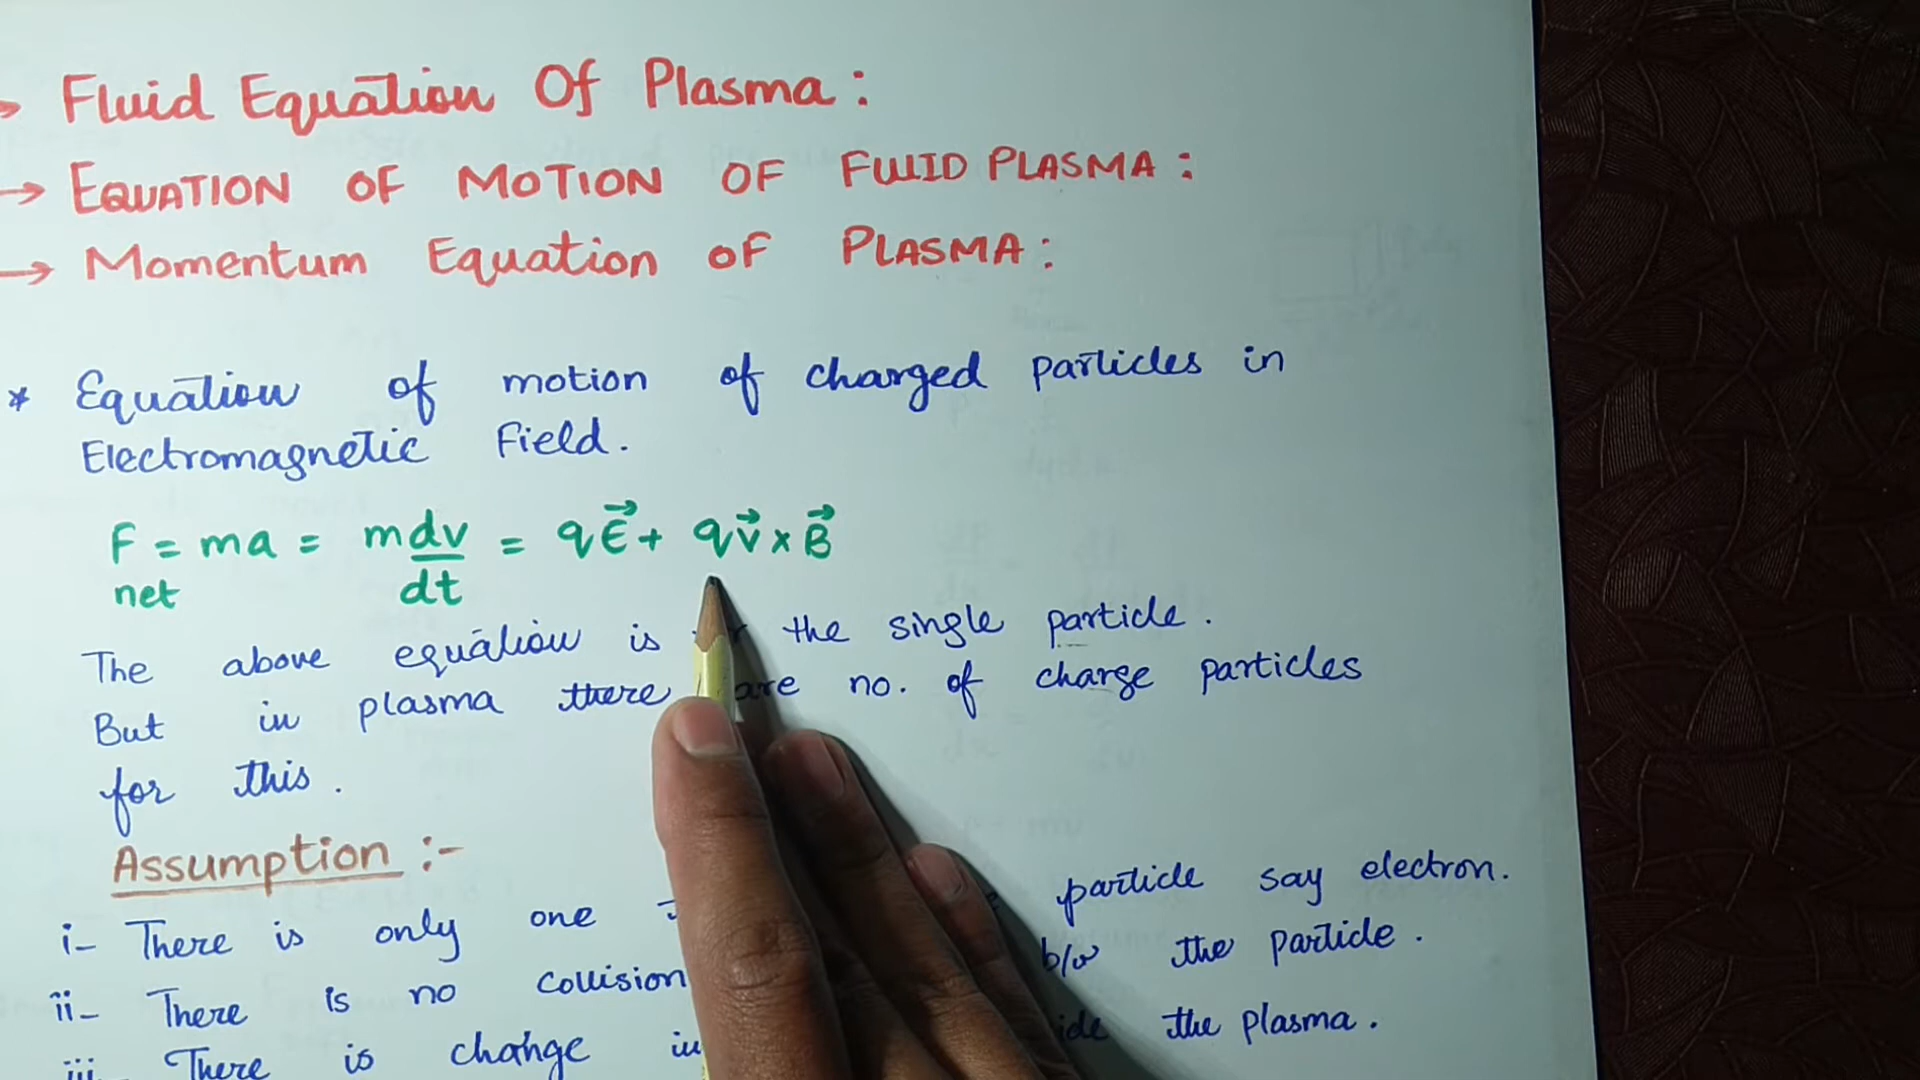 Fluid Equation Of Plasma:
→ EQUATION OF MOTION OF FLUID PLASMA:
→ Momentum Equation OF PLASMA:
* Equation of motion of charged particles in
Electromagnetic Field.
F = ma = mdv = qE⃗ + qv⃗ × B⃗
net dt
The above equation is the single particle.
But in plasma there are no. of charge particles
for this.
Assumption :-
i- There is only one particle say electron.
ii- There is no collision b/w the particle.
iii. There is change in the plasma.